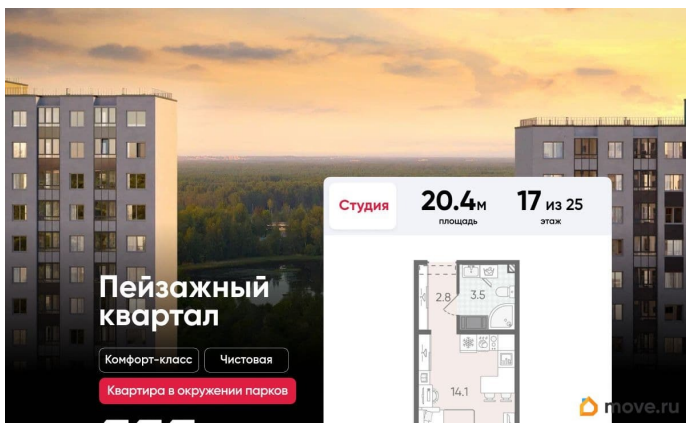 Студия
20.4м
площадь
17 из 25
этаж
Пейзажный
квартал
2.8
3.5
14.1
Комфорт-класс
Чистовая
Квартира в окружении парков
move.ru